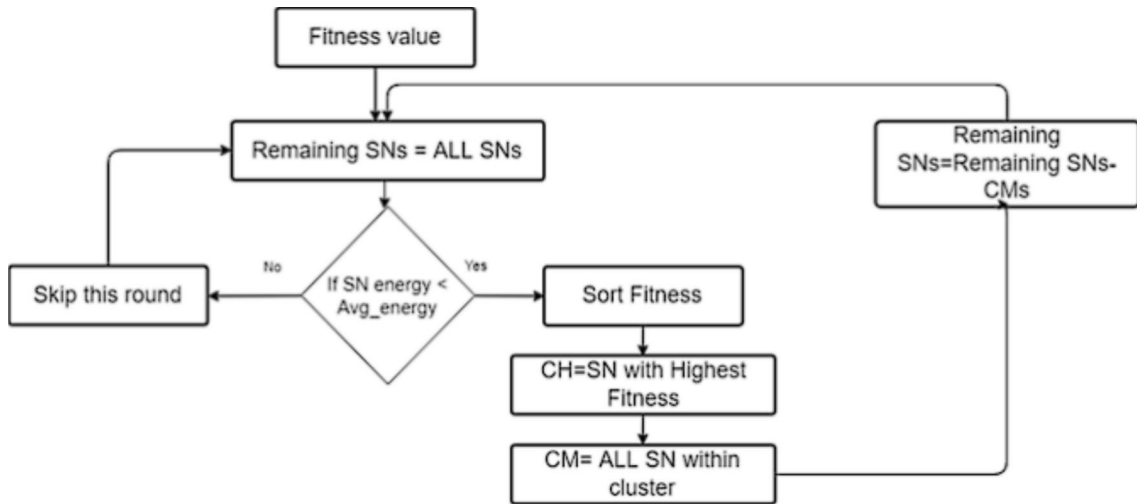 Fitness value
Remaining SNs = ALL SNs
Remaining
SNs=Remaining SNs-
CMs
No
Yes
If SN energy <
Avg_energy
Skip this round
Sort Fitness
CH=SN with Highest
Fitness
CM= ALL SN within
cluster